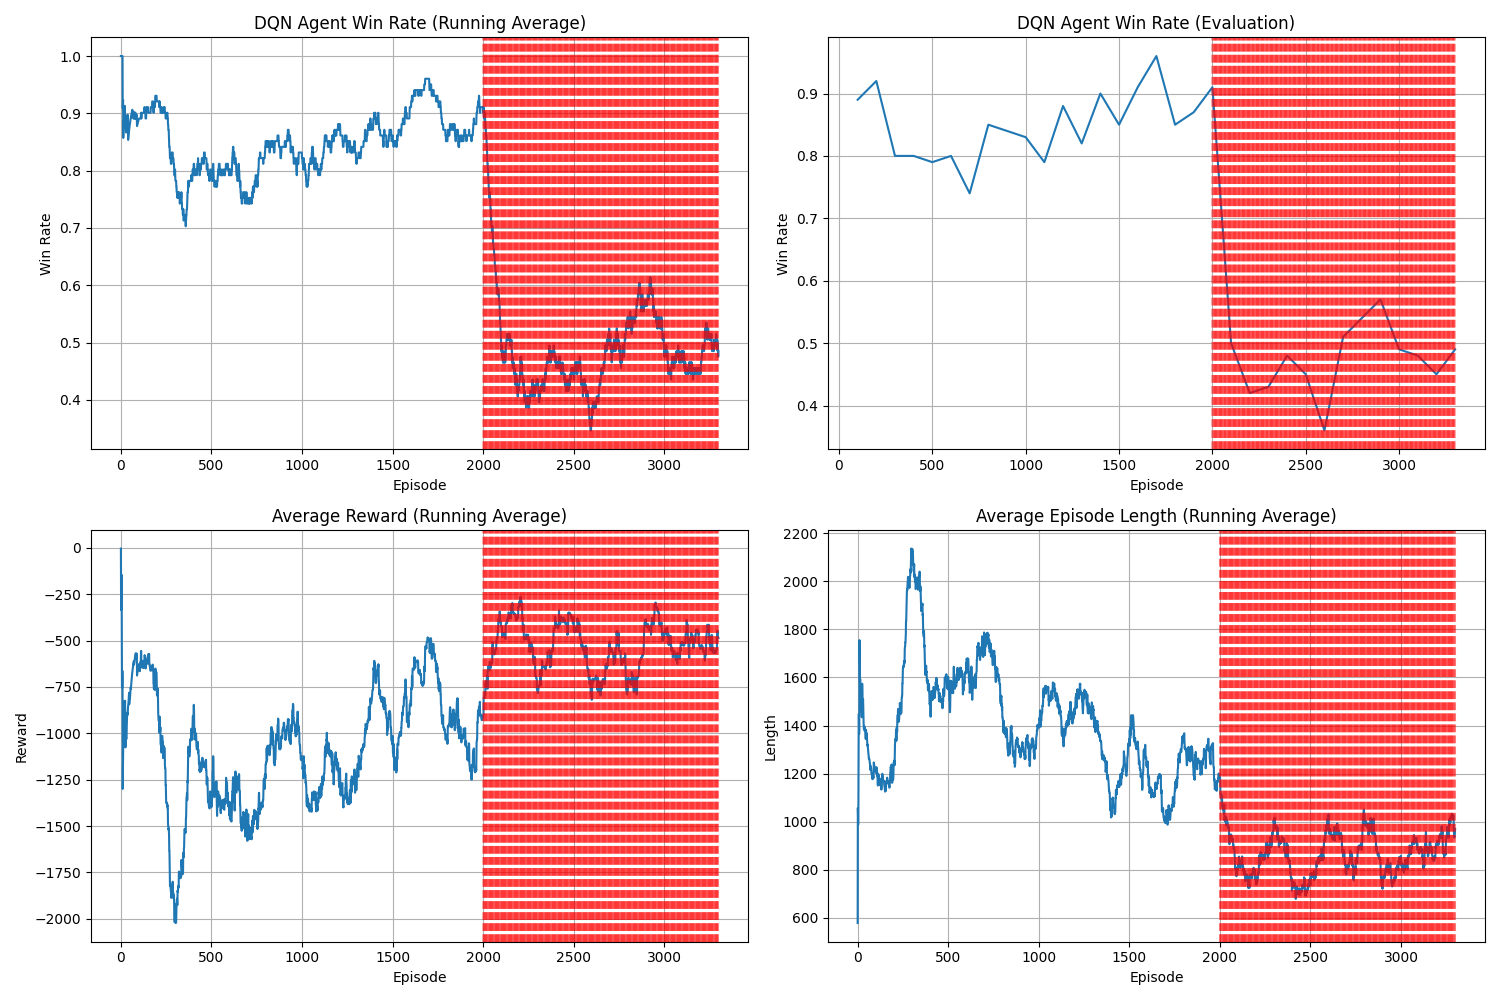 DQN Agent Win Rate (Running Average)
Win Rate
1.0
0.9
0.8
0.7
0.6
0.5
0.4
0 500 1000 1500 2000 2500 3000
Episode
DQN Agent Win Rate (Evaluation)
Win Rate
0.9
0.8
0.7
0.6
0.5
0.4
0 500 1000 1500 2000 2500 3000
Episode
Average Reward (Running Average)
Reward
0
−250
−500
−750
−1000
−1250
−1500
−1750
−2000
0 500 1000 1500 2000 2500 3000
Episode
Average Episode Length (Running Average)
Length
2200
2000
1800
1600
1400
1200
1000
800
600
0 500 1000 1500 2000 2500 3000
Episode